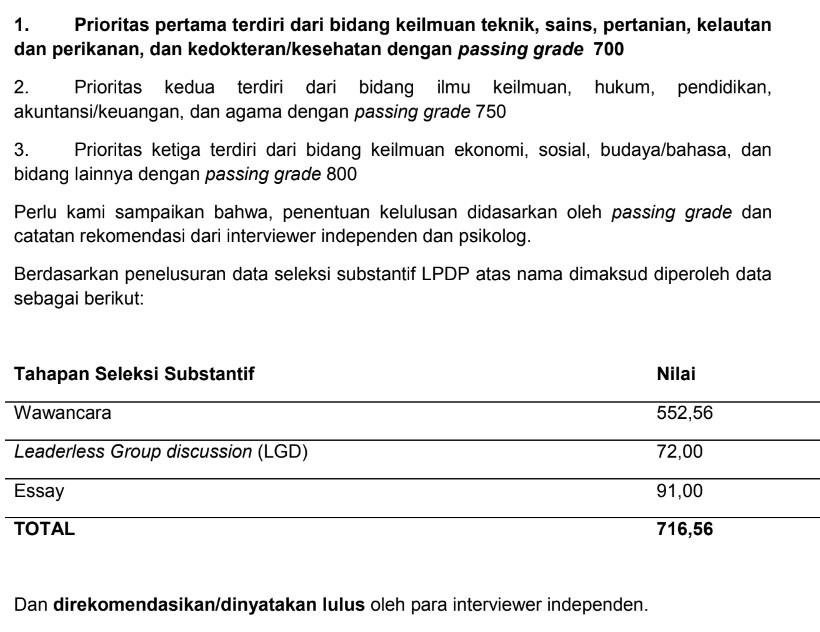 1. Prioritas pertama terdiri dari bidang keilmuan teknik, sains, pertanian, kelautan
dan perikanan, dan kedokteran/kesehatan dengan passing grade 700
2. Prioritas kedua terdiri dari bidang ilmu keilmuan, hukum, pendidikan,
akuntansi/keuangan, dan agama dengan passing grade 750
3. Prioritas ketiga terdiri dari bidang keilmuan ekonomi, sosial, budaya/bahasa, dan
bidang lainnya dengan passing grade 800
Perlu kami sampaikan bahwa, penentuan kelulusan didasarkan oleh passing grade dan
catatan rekomendasi dari interviewer independen dan psikolog.
Berdasarkan penelusuran data seleksi substantif LPDP atas nama dimaksud diperoleh data
sebagai berikut:
Tahapan Seleksi Substantif Nilai
Wawancara 552,56
Leaderless Group discussion (LGD) 72,00
Essay 91,00
TOTAL 716,56
Dan direkomendasikan/dinyatakan lulus oleh para interviewer independen.